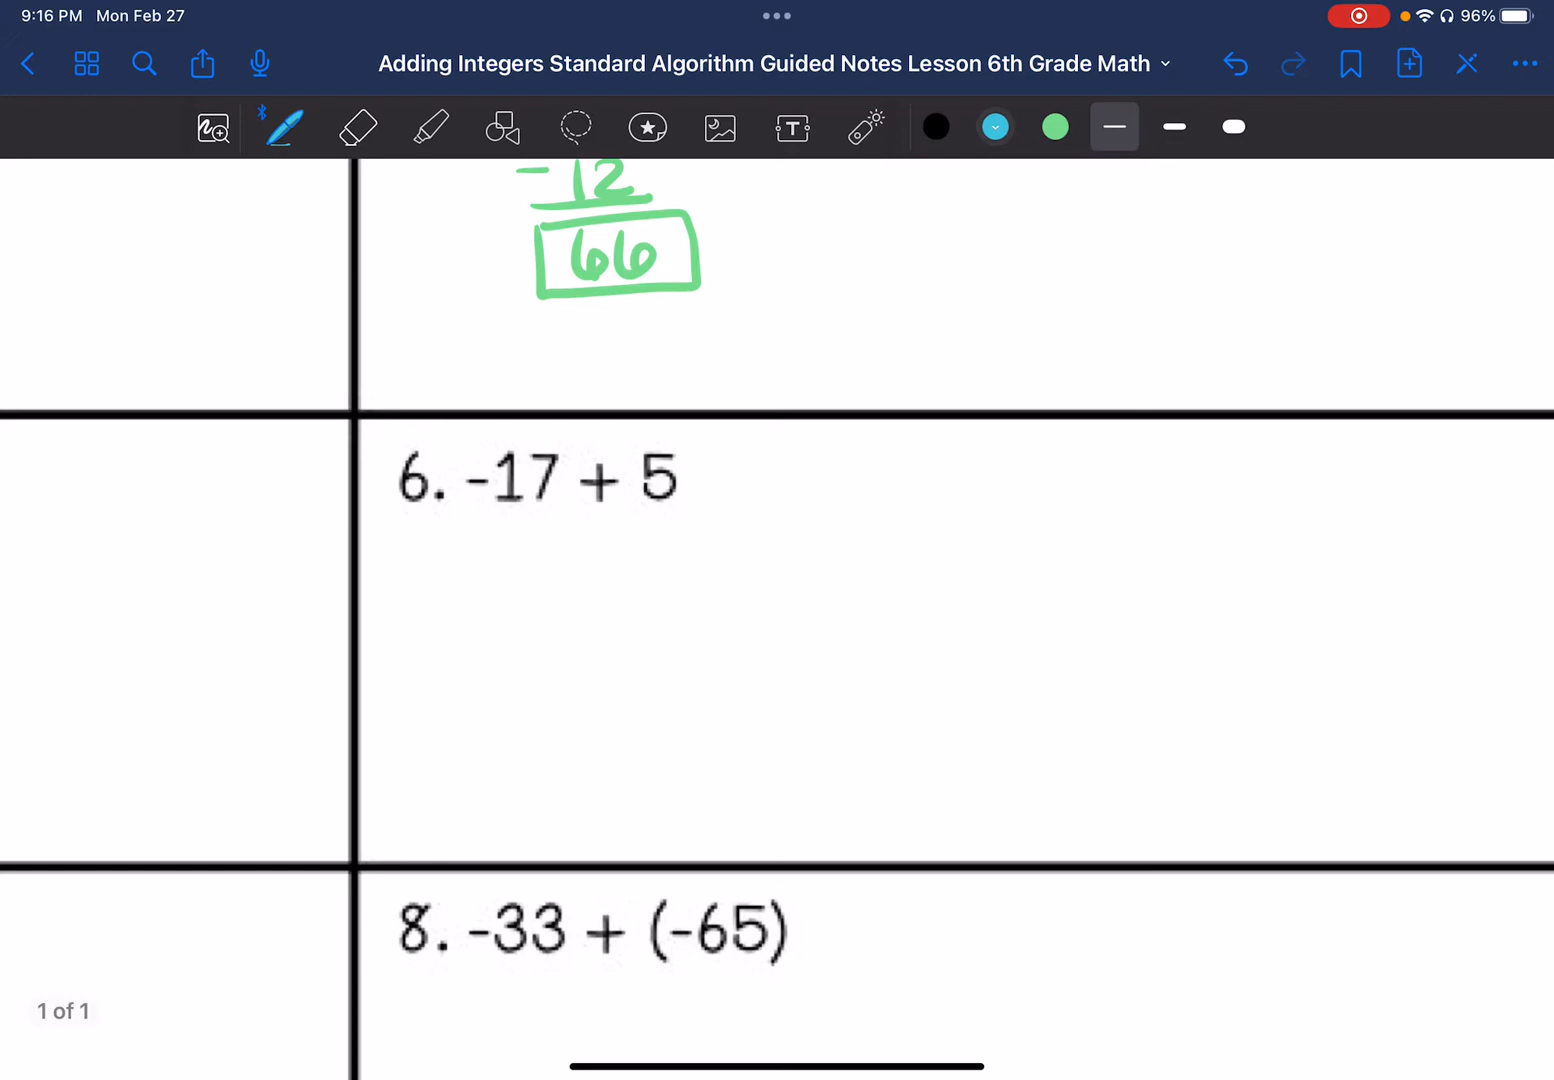 9:16 PM Mon Feb 27
96%
Adding Integers Standard Algorithm Guided Notes Lesson 6th Grade Math
T
-12
66
6. -17 + 5
8. -33 + (-65)
1 of 1